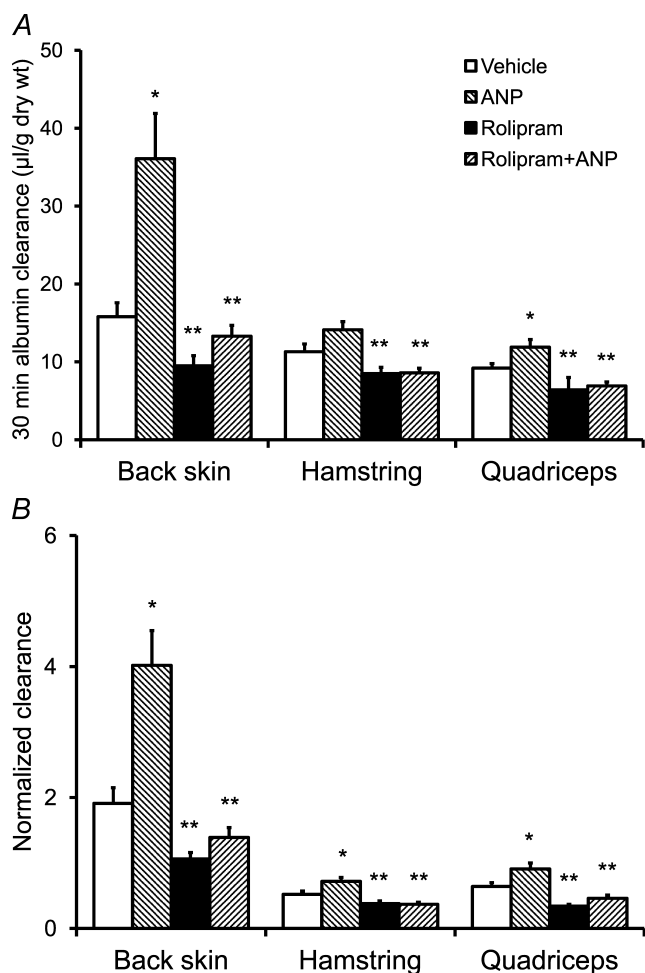 A
50
40
30
20
10
0
30 min albumin clearance (µl/g dry wt)
Vehicle
ANP
Rolipram
Rolipram+ANP
*
** **
** **
*
** **
Back skin Hamstring Quadriceps
B
6
4
2
0
Normalized clearance
*
** **
*
** **
*
** **
Back skin Hamstring Quadriceps